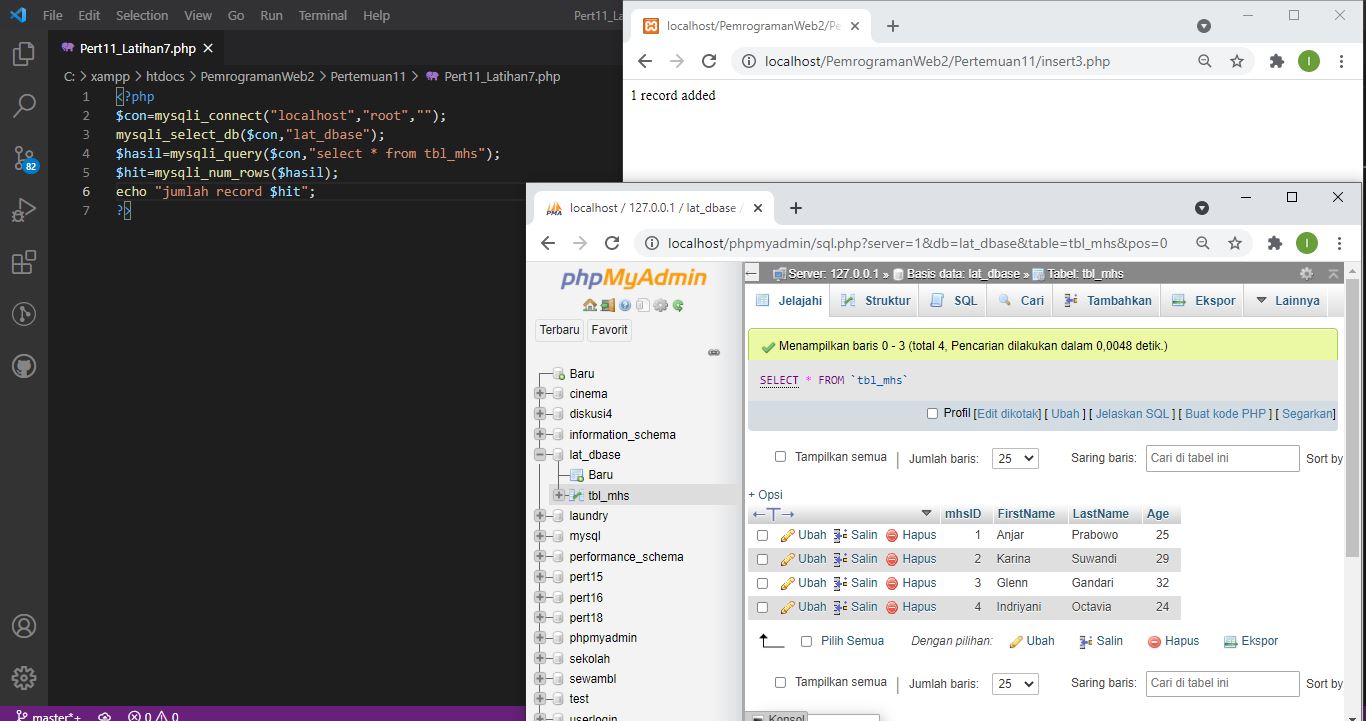 File Edit Selection View Go Run Terminal Help Pert11_La
Pert11_Latihan7.php
C: > xampp > htdocs > PemrogramanWeb2 > Pertemuan11 > Pert11_Latihan7.php
1 <?php
2 $con=mysqli_connect("localhost","root","");
3 mysqli_select_db($con,"lat_dbase");
4 $hasil=mysqli_query($con,"select * from tbl_mhs");
5 $hit=mysqli_num_rows($hasil);
6 echo "jumlah record $hit";
7 ?>
82
master*+ 0 0
localhost/PemrogramanWeb2/Pe
localhost/PemrogramanWeb2/Pertemuan11/insert3.php
I
1 record added
PMA localhost / 127.0.0.1 / lat_dbase /
localhost/phpmyadmin/sql.php?server=1&db=lat_dbase&table=tbl_mhs&pos=0
I
phpMyAdmin
Terbaru Favorit
Baru
cinema
diskusi4
information_schema
lat_dbase
Baru
tbl_mhs
laundry
mysql
performance_schema
pert15
pert16
pert18
phpmyadmin
sekolah
sewambl
test
userlogin
Server: 127.0.0.1 » Basis data: lat_dbase » Tabel: tbl_mhs
Jelajahi Struktur SQL Cari Tambahkan Ekspor Lainnya
Menampilkan baris 0 - 3 (total 4, Pencarian dilakukan dalam 0,0048 detik.)
SELECT * FROM `tbl_mhs`
Profil [Edit dikotak] [ Ubah ] [ Jelaskan SQL ] [ Buat kode PHP ] [ Segarkan]
Tampilkan semua | Jumlah baris: 25 Saring baris: Cari di tabel ini Sort by
+ Opsi
←T→ mhsID FirstName LastName Age
Ubah Salin Hapus 1 Anjar Prabowo 25
Ubah Salin Hapus 2 Karina Suwandi 29
Ubah Salin Hapus 3 Glenn Gandari 32
Ubah Salin Hapus 4 Indriyani Octavia 24
Pilih Semua Dengan pilihan: Ubah Salin Hapus Ekspor
Tampilkan semua | Jumlah baris: 25 Saring baris: Cari di tabel ini Sort by
Konsol